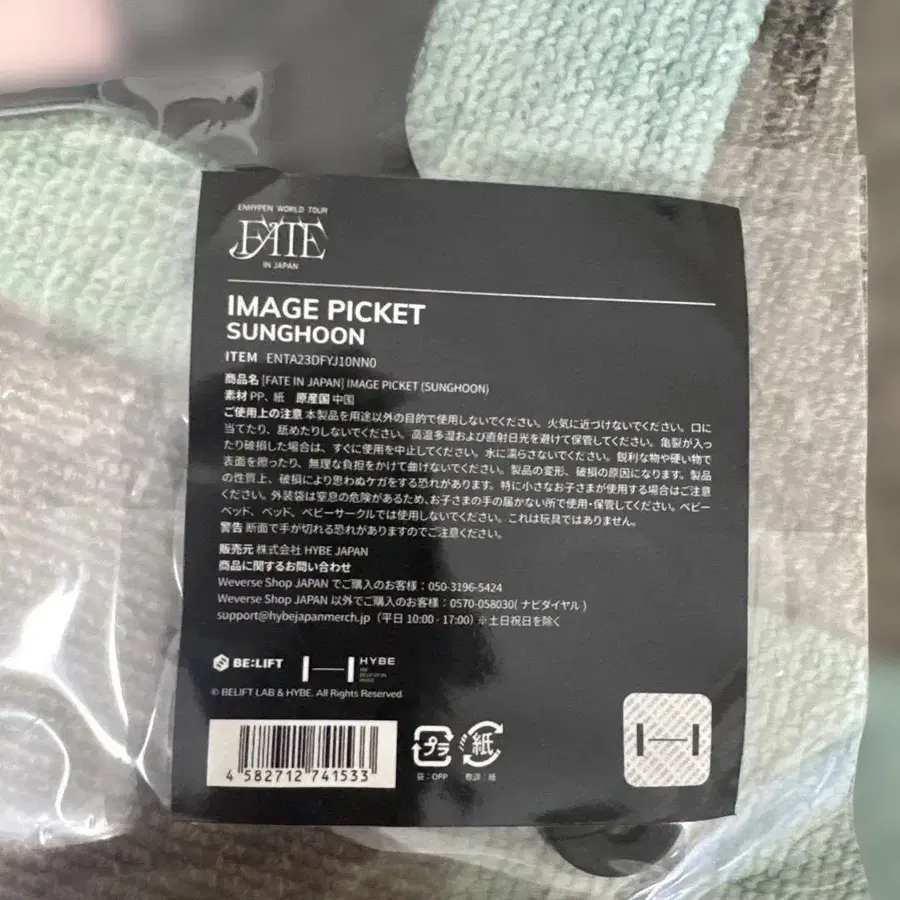 ENHYPEN WORLD TOUR
FATE
IN JAPAN
IMAGE PICKET
SUNGHOON
ITEM ENTA23DFYJ10NN0
商品名 [FATE IN JAPAN] IMAGE PICKET (SUNGHOON)
素材 PP、紙 原産国 中国
ご使用上の注意 本製品を用途以外の目的で使用しないでください。火気に近づけないでください。口に
当てたり、舐めたりしないでください。高温多湿および直射日光を避けて保管してください。亀裂が入っ
たり破損した場合は、すぐに使用を中止してください。水に濡らさないでください。鋭利な物や硬い物で
表面を擦ったり、無理な負担をかけて曲げないでください。製品の変形、破損の原因になります。製品
の性質上、破損により思わぬケガをする恐れがあります。特に小さなお子さまが使用する場合はご注意
ください。外装袋は窒息の危険があるため、お子さまの手の届かない所で使用・保管してください。ベビー
ベッド、ベッド、ベビーサークルでは使用しないでください。これは玩具ではありません。
警告 断面で手が切れる恐れがありますのでご注意ください。
販売元 株式会社 HYBE JAPAN
商品に関するお問い合わせ
Weverse Shop JAPAN でご購入のお客様：050-3196-5424
Weverse Shop JAPAN 以外でご購入のお客様：0570-058030( ナビダイヤル )
support@hybejapanmerch.jp（平日 10:00 - 17:00）※土日祝日を除く
BE:LIFT HYBE
© BELIFT LAB & HYBE. All Rights Reserved.
4 582712 741533
プラ 紙
袋：OPP 敬譲：紙